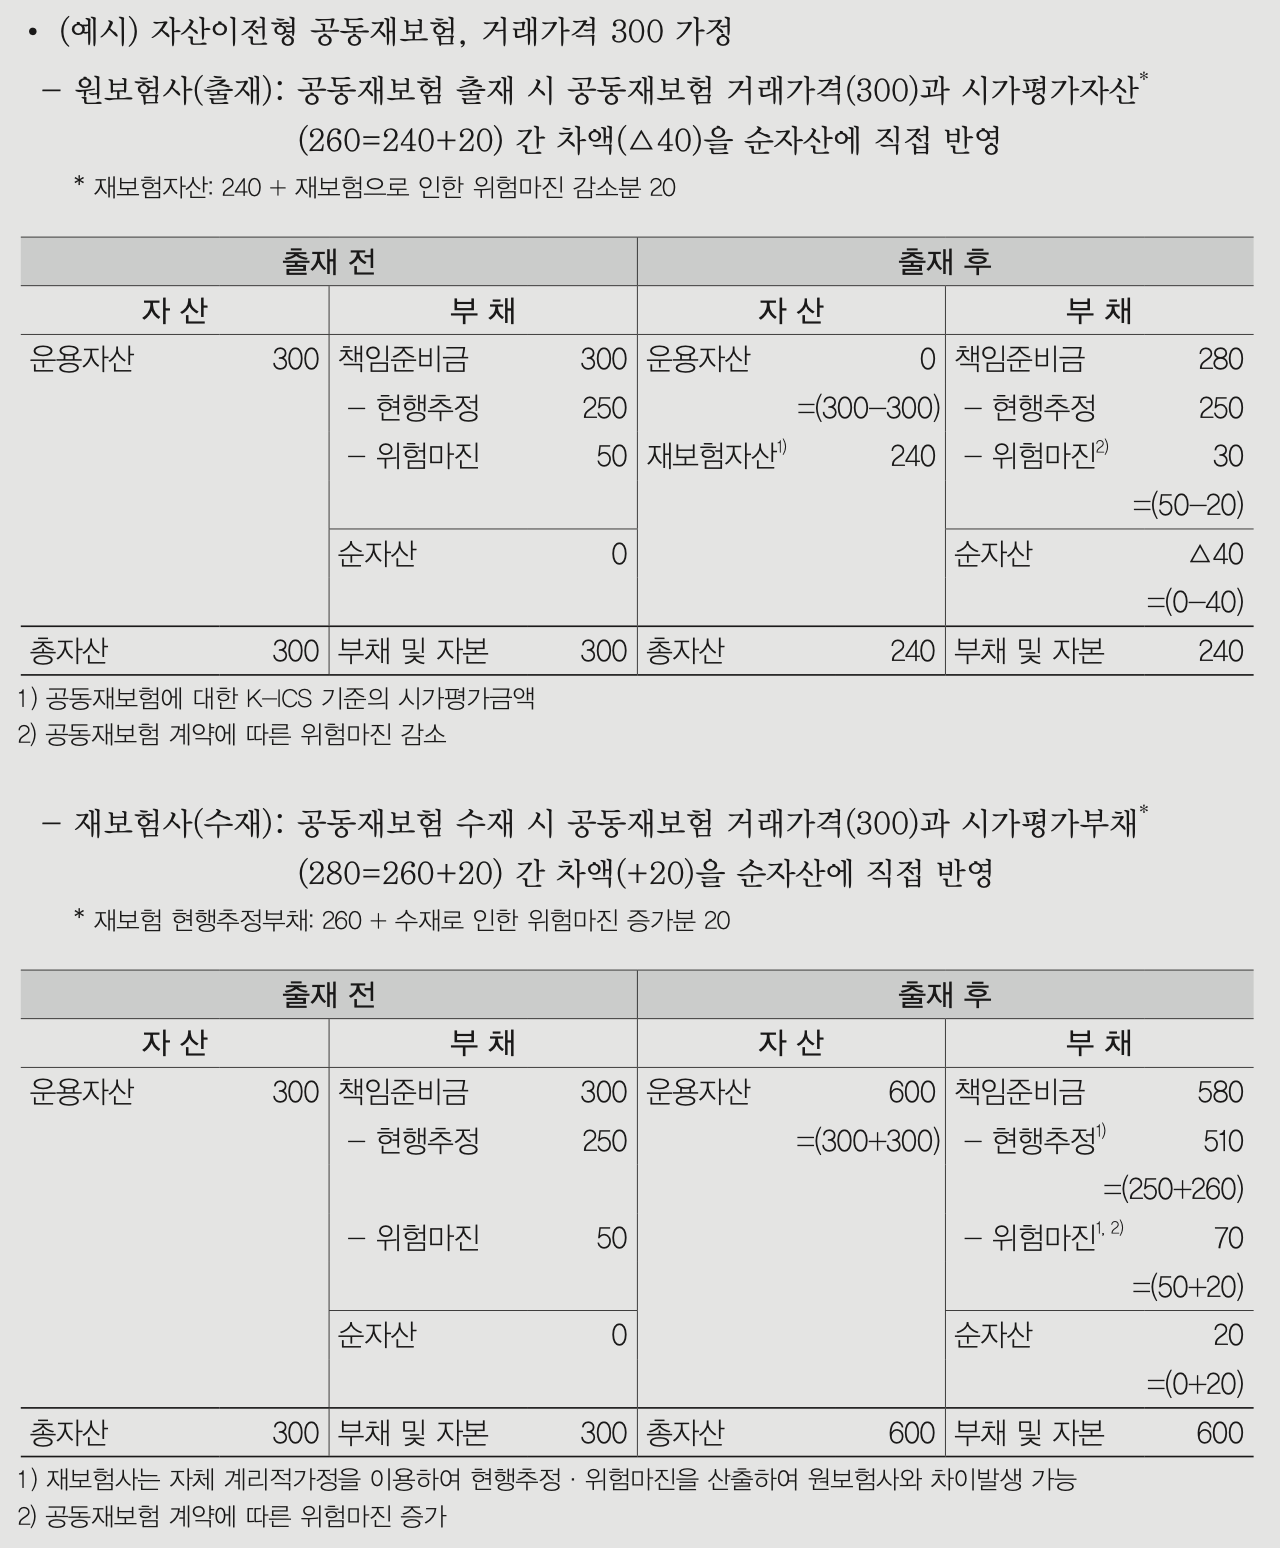 • (예시) 자산이전형 공동재보험, 거래가격 300 가정
– 원보험사(출재): 공동재보험 출재 시 공동재보험 거래가격(300)과 시가평가자산*
(260=240+20) 간 차액(△40)을 순자산에 직접 반영
* 재보험자산: 240 + 재보험으로 인한 위험마진 감소분 20
출재 전 출재 후
자 산 부 채 자 산 부 채
운용자산 300 책임준비금 300 운용자산 0 책임준비금 280
– 현행추정 250 =(300–300) – 현행추정 250
– 위험마진 50 재보험자산1) 240 – 위험마진2) 30
=(50–20)
순자산 0 순자산 △40
=(0–40)
총자산 300 부채 및 자본 300 총자산 240 부채 및 자본 240
1) 공동재보험에 대한 K–ICS 기준의 시가평가금액
2) 공동재보험 계약에 따른 위험마진 감소
– 재보험사(수재): 공동재보험 수재 시 공동재보험 거래가격(300)과 시가평가부채*
(280=260+20) 간 차액(+20)을 순자산에 직접 반영
* 재보험 현행추정부채: 260 + 수재로 인한 위험마진 증가분 20
출재 전 출재 후
자 산 부 채 자 산 부 채
운용자산 300 책임준비금 300 운용자산 600 책임준비금 580
– 현행추정 250 =(300+300) – 현행추정1) 510
=(250+260)
– 위험마진 50 – 위험마진1, 2) 70
=(50+20)
순자산 0 순자산 20
=(0+20)
총자산 300 부채 및 자본 300 총자산 600 부채 및 자본 600
1) 재보험사는 자체 계리적가정을 이용하여 현행추정 · 위험마진을 산출하여 원보험사와 차이발생 가능
2) 공동재보험 계약에 따른 위험마진 증가